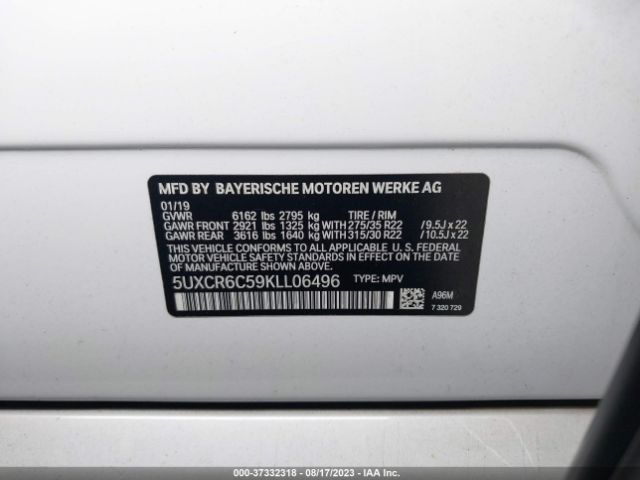 MFD BY BAYERISCHE MOTOREN WERKE AG
01/19
GVWR 6162 lbs 2795 kg TIRE / RIM
GAWR FRONT 2921 lbs 1325 kg WITH 275/35 R22 / 9.5J x 22
GAWR REAR 3616 lbs 1640 kg WITH 315/30 R22 / 10.5J x 22
THIS VEHICLE CONFORMS TO ALL APPLICABLE U. S. FEDERAL
MOTOR VEHICLE SAFETY STANDARDS IN EFFECT ON THE DATE
OF MANUFACTURE SHOWN ABOVE.
5UXCR6C59KLL06496 TYPE: MPV
A96M
7 320 729
000-37332318 - 08/17/2023 - IAA Inc.